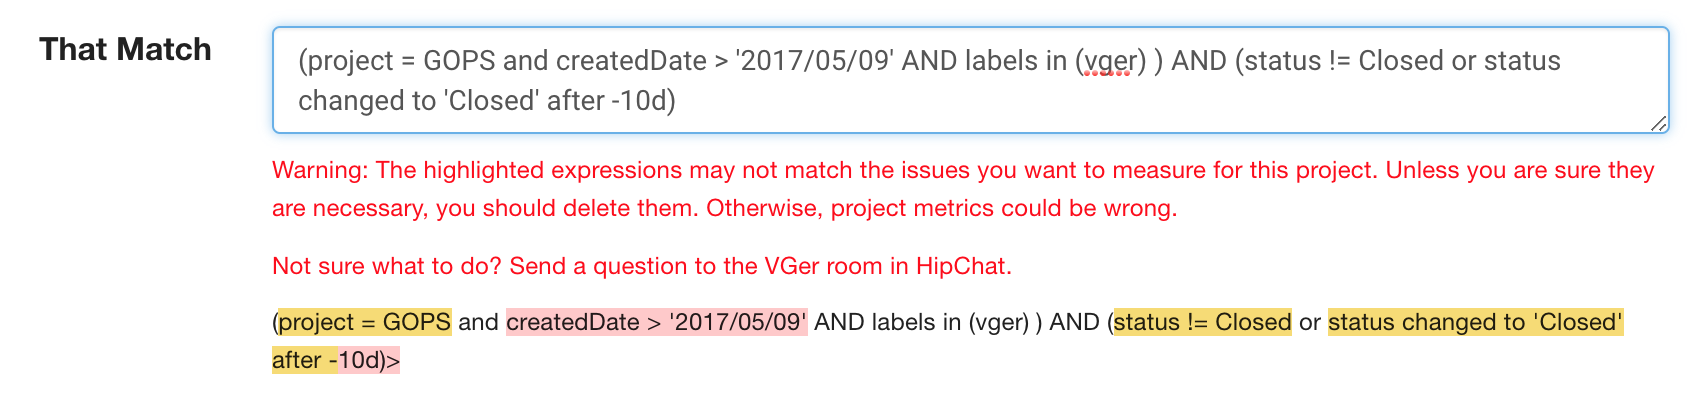 That Match
(project = GOPS and createdDate > '2017/05/09' AND labels in (vger) ) AND (status != Closed or status
changed to 'Closed' after -10d)
Warning: The highlighted expressions may not match the issues you want to measure for this project. Unless you are sure they
are necessary, you should delete them. Otherwise, project metrics could be wrong.
Not sure what to do? Send a question to the VGer room in HipChat.
(project = GOPS and createdDate > '2017/05/09' AND labels in (vger) ) AND (status != Closed or status changed to 'Closed'
after -10d)>